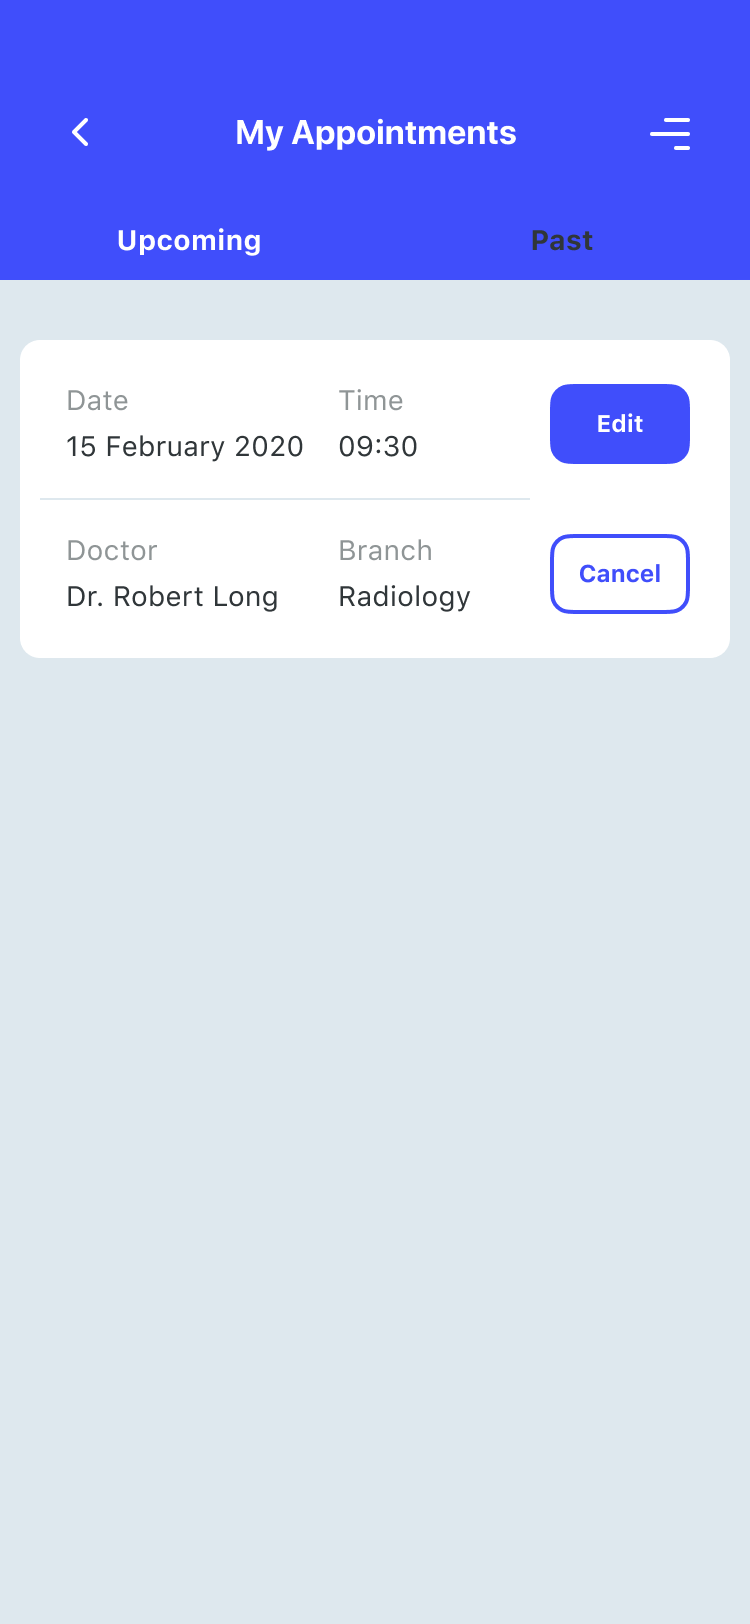 My Appointments
Upcoming
Past
Date
Time
15 February 2020
09:30
Edit
Doctor
Branch
Dr. Robert Long
Radiology
Cancel